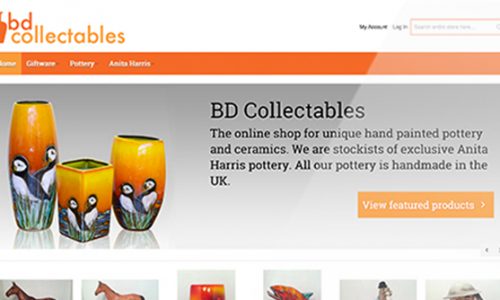 bd
collectables
My Account Log In
Search entire store here...
Home Giftware Pottery Anita Harris
BD Collectables
The online shop for unique hand painted pottery
and ceramics. We are stockists of exclusive Anita
Harris pottery. All our pottery is handmade in the
UK.
View featured products >